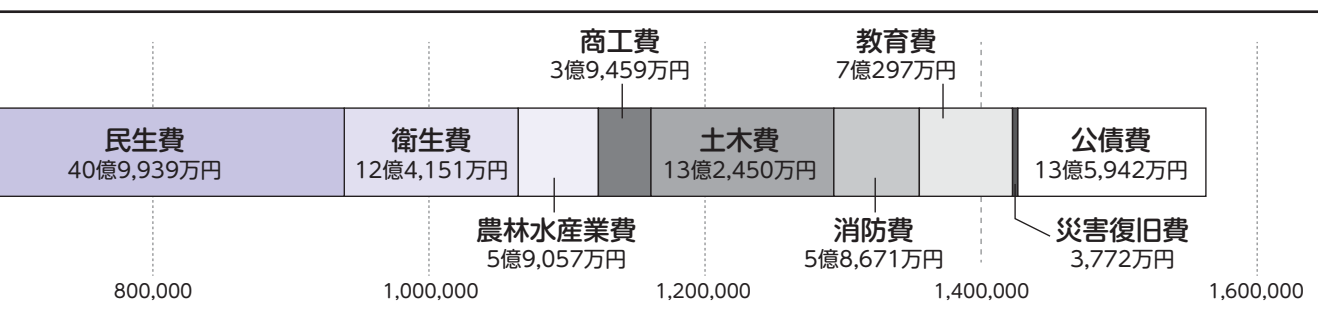 商工費
3億9,459万円
教育費
7億297万円
民生費
40億9,939万円
衛生費
12億4,151万円
土木費
13億2,450万円
公債費
13億5,942万円
農林水産業費
5億9,057万円
消防費
5億8,671万円
災害復旧費
3,772万円
800,000
1,000,000
1,200,000
1,400,000
1,600,000